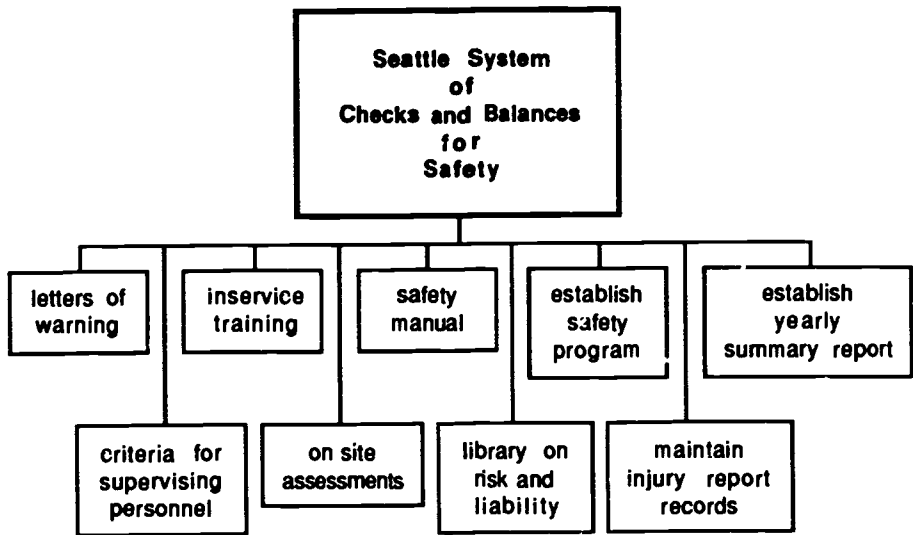 Seattle System
of
Checks and Balances
for
Safety
letters of
warning
inservice
training
safety
manual
establish
safety
program
establish
yearly
summary report
criteria for
supervising
personnel
on site
assessments
library on
risk and
liability
maintain
injury report
records